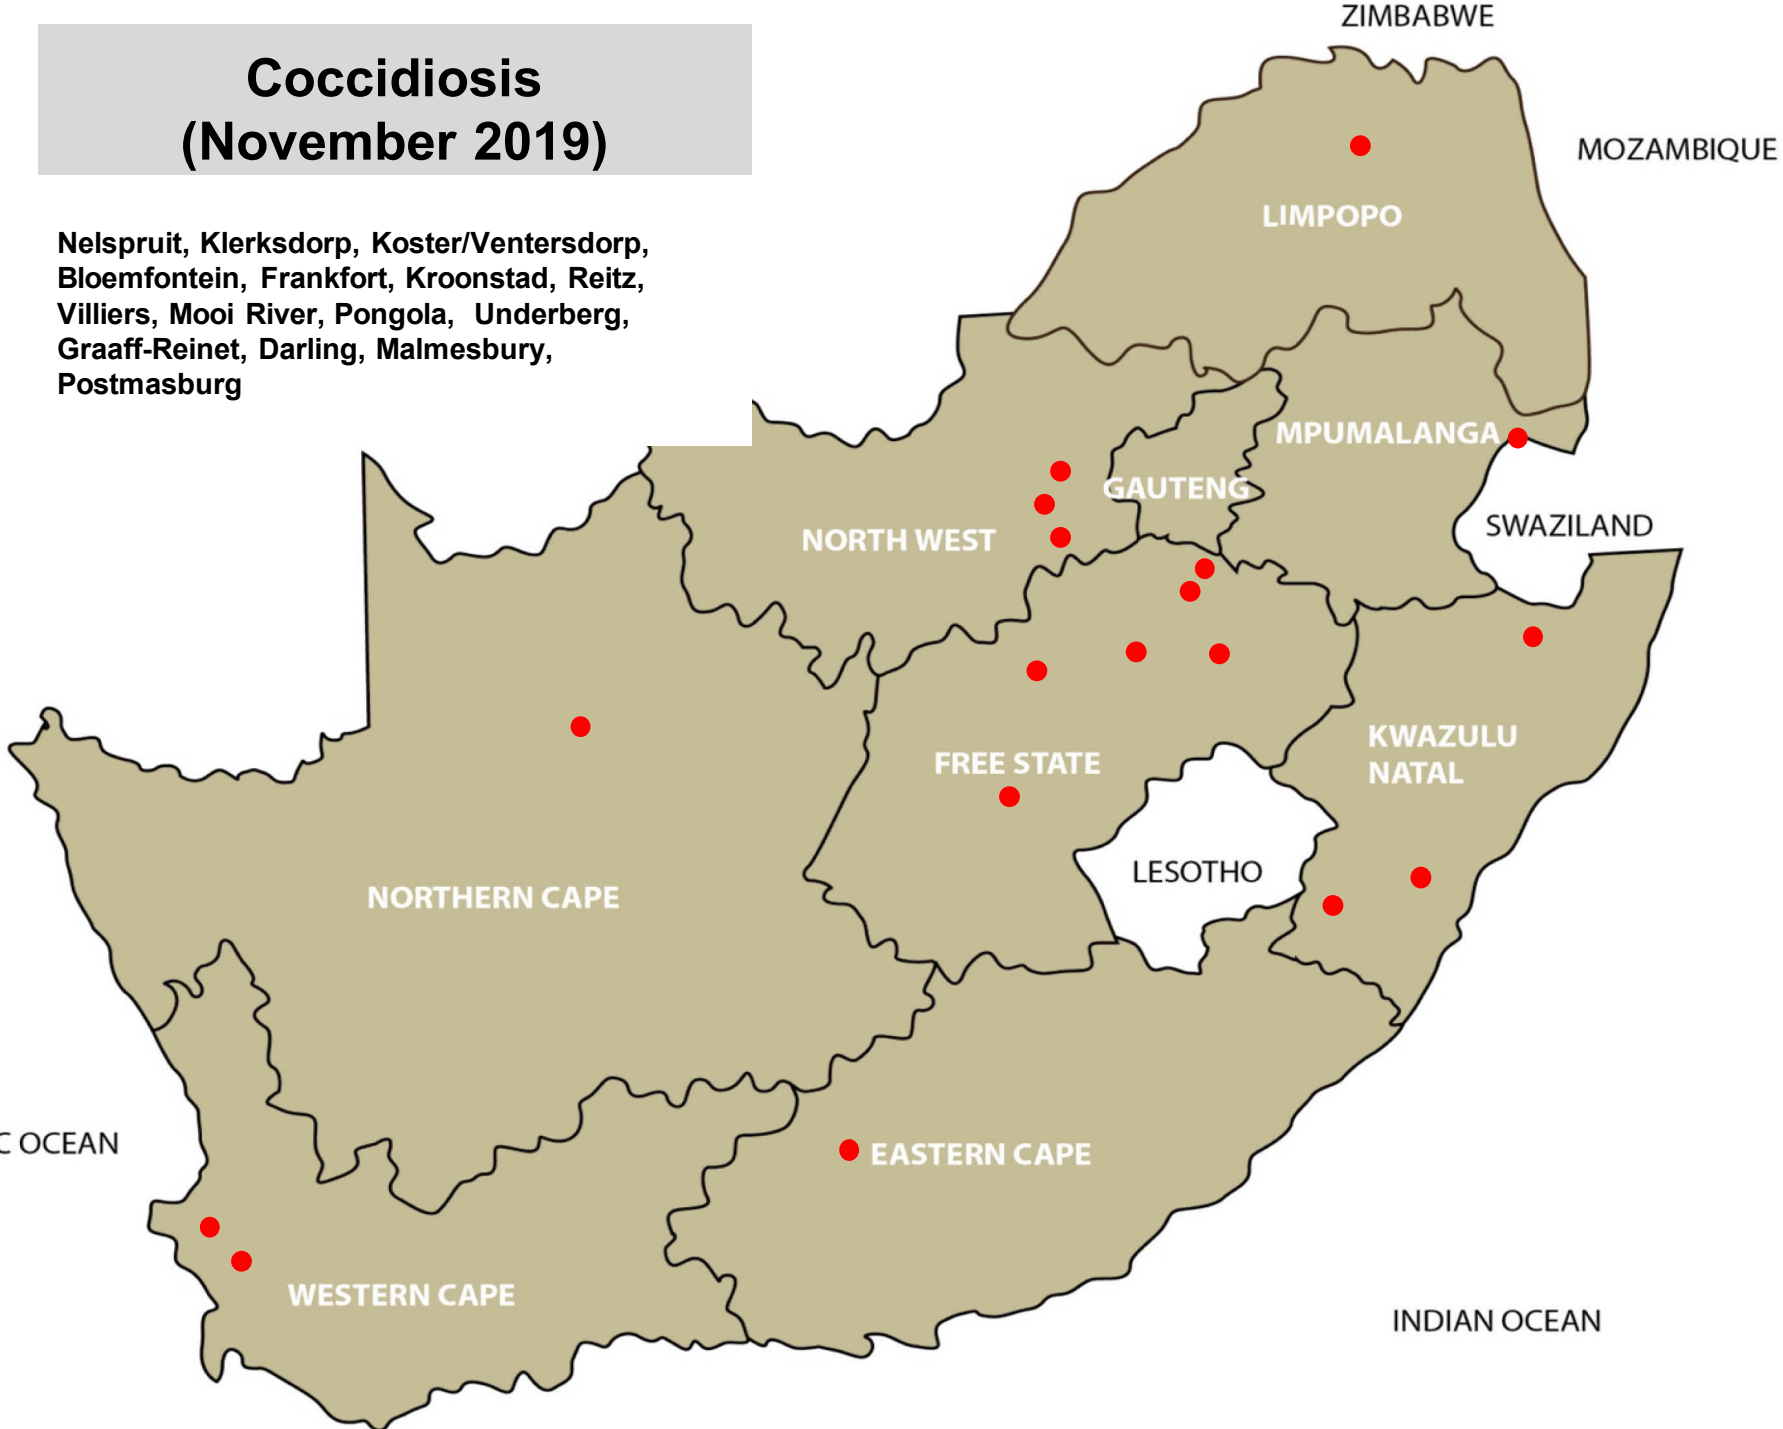 Coccidiosis
(November 2019)
Nelspruit, Klerksdorp, Koster/Ventersdorp,
Bloemfontein, Frankfort, Kroonstad, Reitz,
Villiers, Mooi River, Pongola, Underberg,
Graaff-Reinet, Darling, Malmesbury,
Postmasburg
ZIMBABWE
MOZAMBIQUE
LIMPOPO
MPUMALANGA
GAUTENG
SWAZILAND
NORTH WEST
KWAZULU
NATAL
FREE STATE
LESOTHO
NORTHERN CAPE
C OCEAN
EASTERN CAPE
WESTERN CAPE
INDIAN OCEAN